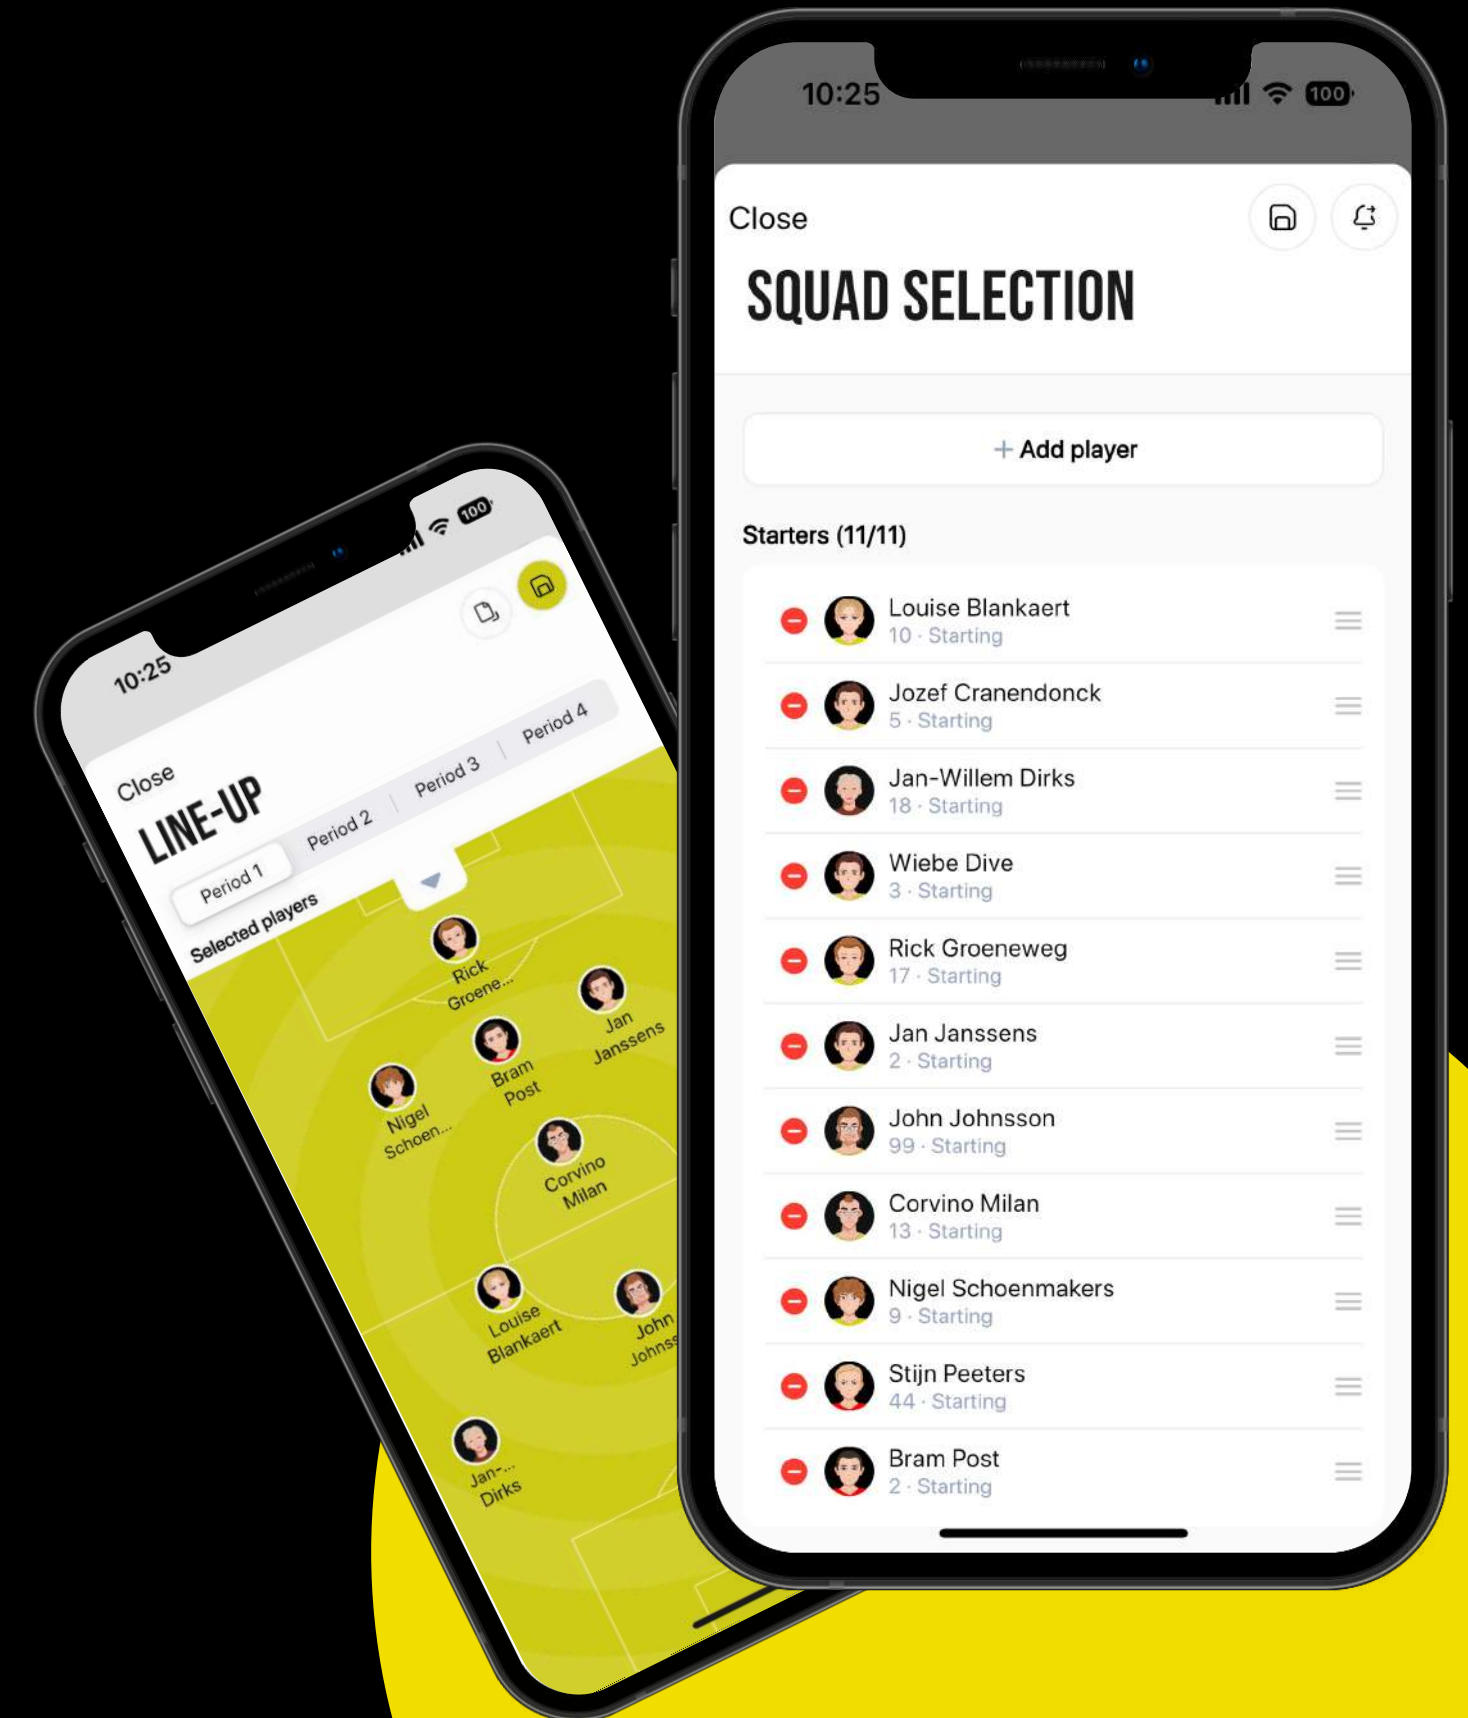 10:25
100
Close
SQUAD SELECTION
+ Add player
Starters (11/11)
Louise Blankaert
10 · Starting
Jozef Cranendonck
5 · Starting
Jan-Willem Dirks
18 · Starting
Wiebe Dive
3 · Starting
Rick Groeneweg
17 · Starting
Jan Janssens
2 · Starting
John Johnsson
99 · Starting
Corvino Milan
13 · Starting
Nigel Schoenmakers
9 · Starting
Stijn Peeters
44 · Starting
Bram Post
2 · Starting
10:25
100
Close
LINE-UP
Period 1
Period 2
Period 3
Period 4
Selected players
Rick
Groene...
Jan
Janssens
Bram
Post
Nigel
Schoen...
Corvino
Milan
Louise
Blankaert
John
Johns
Jan-...
Dirks